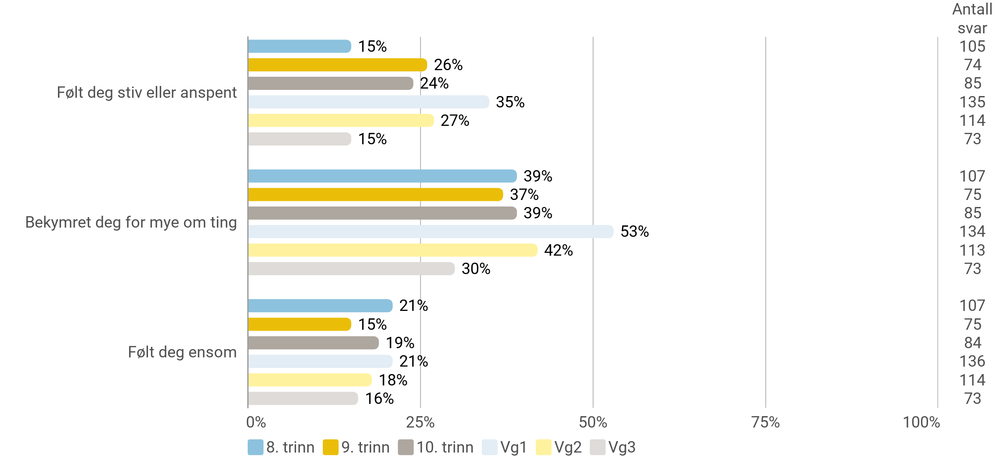 Antall
svar
15% 105
26% 74
24% 85
Følt deg stiv eller anspent
35% 135
27% 114
15% 73
39% 107
37% 75
39% 85
Bekymret deg for mye om ting
53% 134
42% 113
30% 73
21% 107
15% 75
19% 84
Følt deg ensom
21% 136
18% 114
16% 73
0% 25% 50% 75% 100%
8. trinn 9. trinn 10. trinn Vg1 Vg2 Vg3